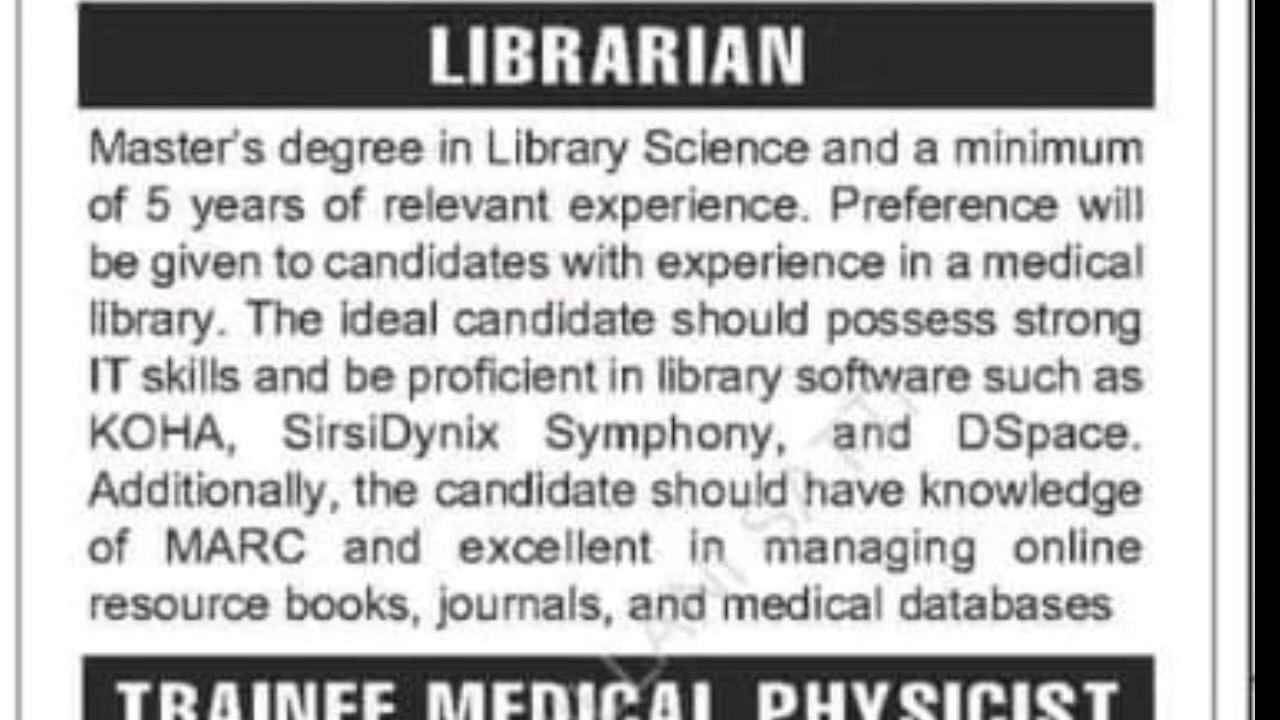 LIBRARIAN
Master's degree in Library Science and a minimum
of 5 years of relevant experience. Preference will
be given to candidates with experience in a medical
library. The ideal candidate should possess strong
IT skills and be proficient in library software such as
KOHA, SirsiDynix Symphony, and DSpace.
Additionally, the candidate should have knowledge
of MARC and excellent in managing online
resource books, journals, and medical databases
TRAINEE MEDICAL PHYSICIST